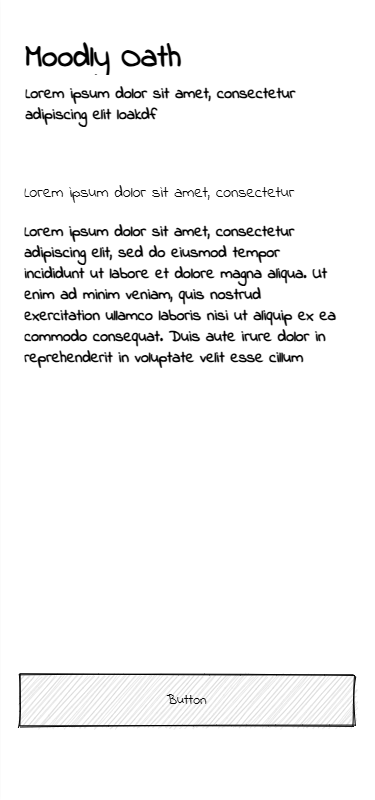 Moodly Oath
Lorem ipsum dolor sit amet, consectetur
adipiscing elit loakdf
Lorem ipsum dolor sit amet, consectetur
Lorem ipsum dolor sit amet, consectetur
adipiscing elit, sed do eiusmod tempor
incididunt ut labore et dolore magna aliqua. Ut
enim ad minim veniam, quis nostrud
exercitation ullamco laboris nisi ut aliquip ex ea
commodo consequat. Duis aute irure dolor in
reprehenderit in voluptate velit esse cillum
Button